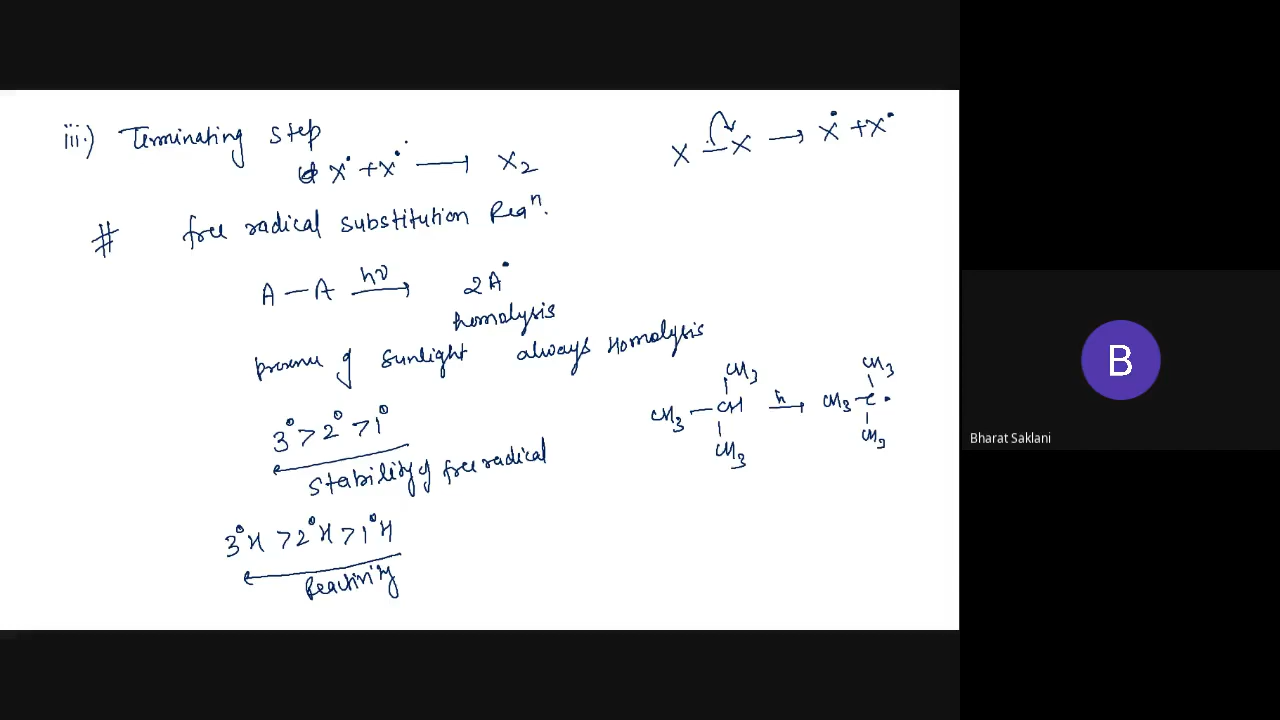 iii.) Terminating Step
X• + X• ⟶ X2
X — X ⟶ X• + X•
# free radical substitution Reaⁿ.
A — A hν⟶ 2A•
homolysis
presence of Sunlight always Homolysis
3° > 2° > 1°
Stability of free radical
CH3
CH3 — CH h⟶ CH3 — C •
CH3
CH3
CH3
3°H > 2°H > 1°H
Reactivity
B
Bharat Saklani